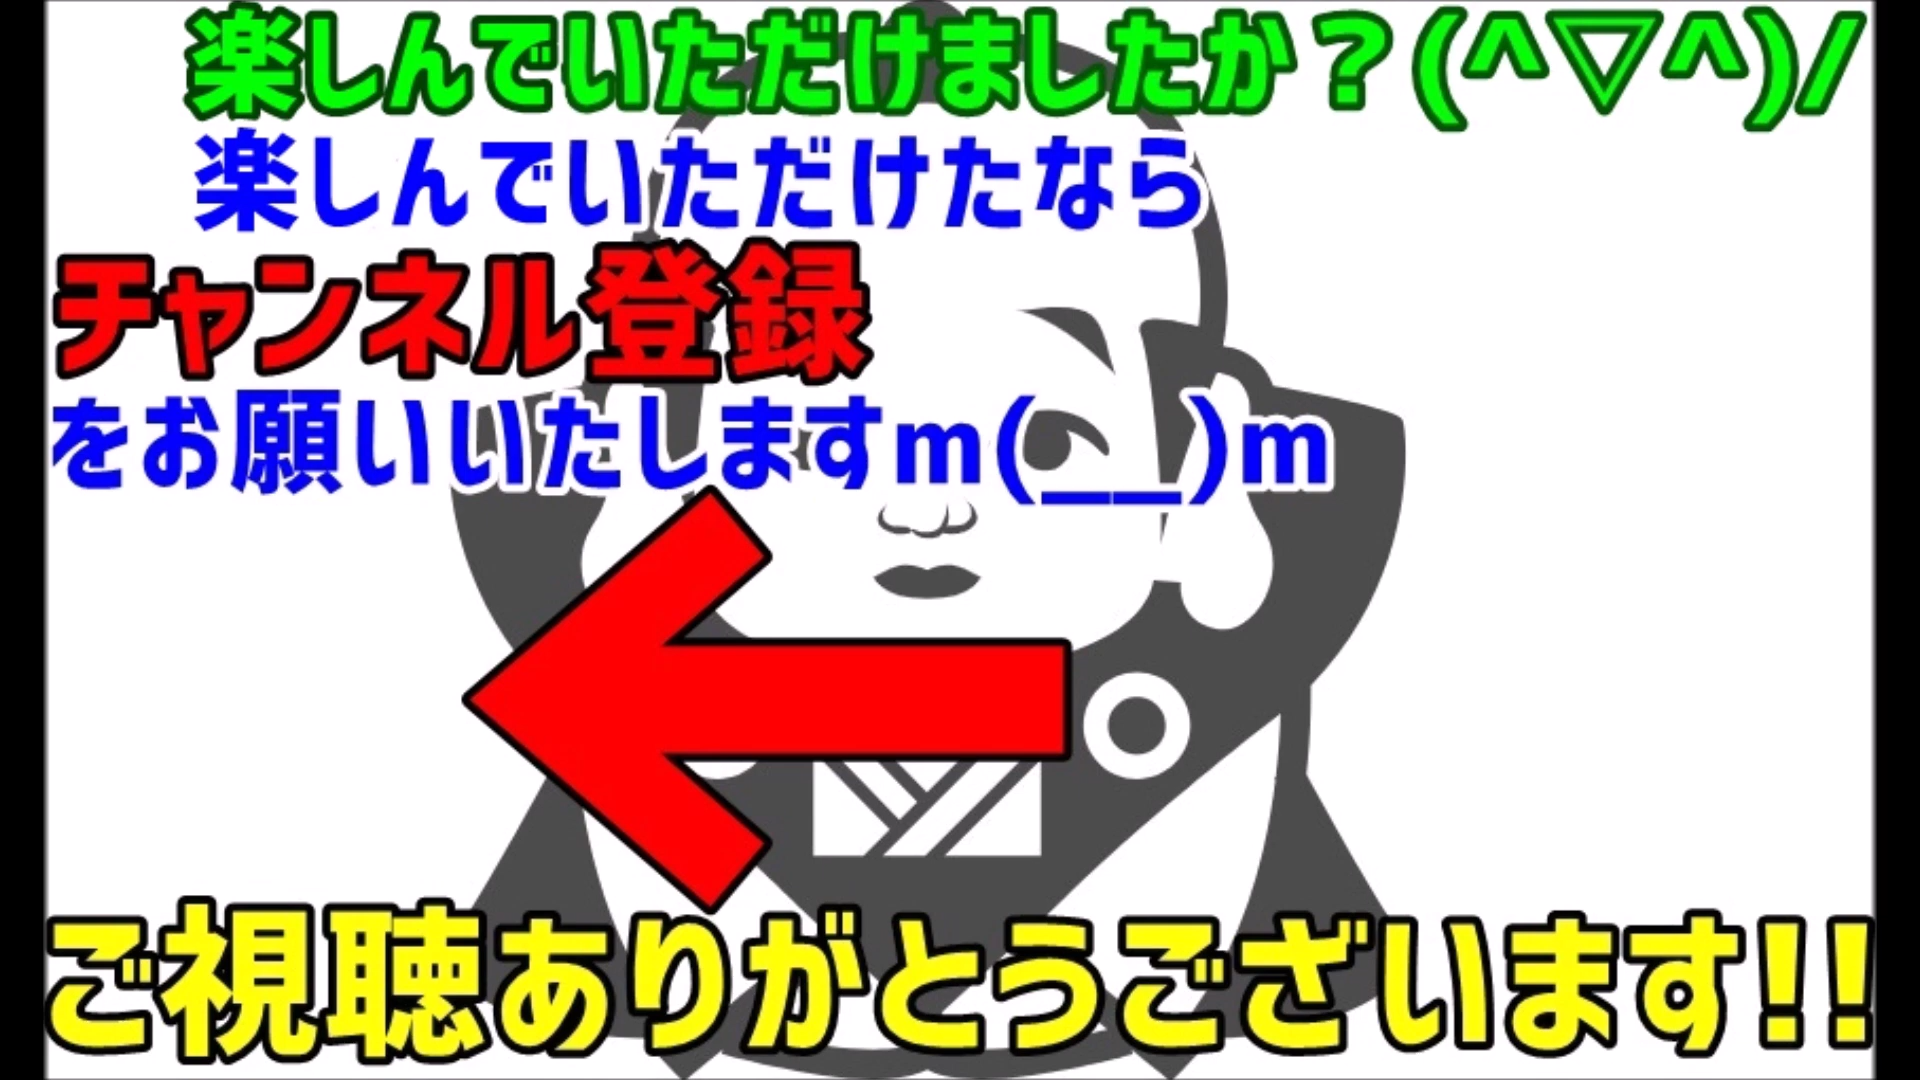 楽しんでいただけましたか？(^▽^)/
楽しんでいただけたなら
チャンネル登録
をお願いいたしますm(__)m
ご視聴ありがとうございます!!